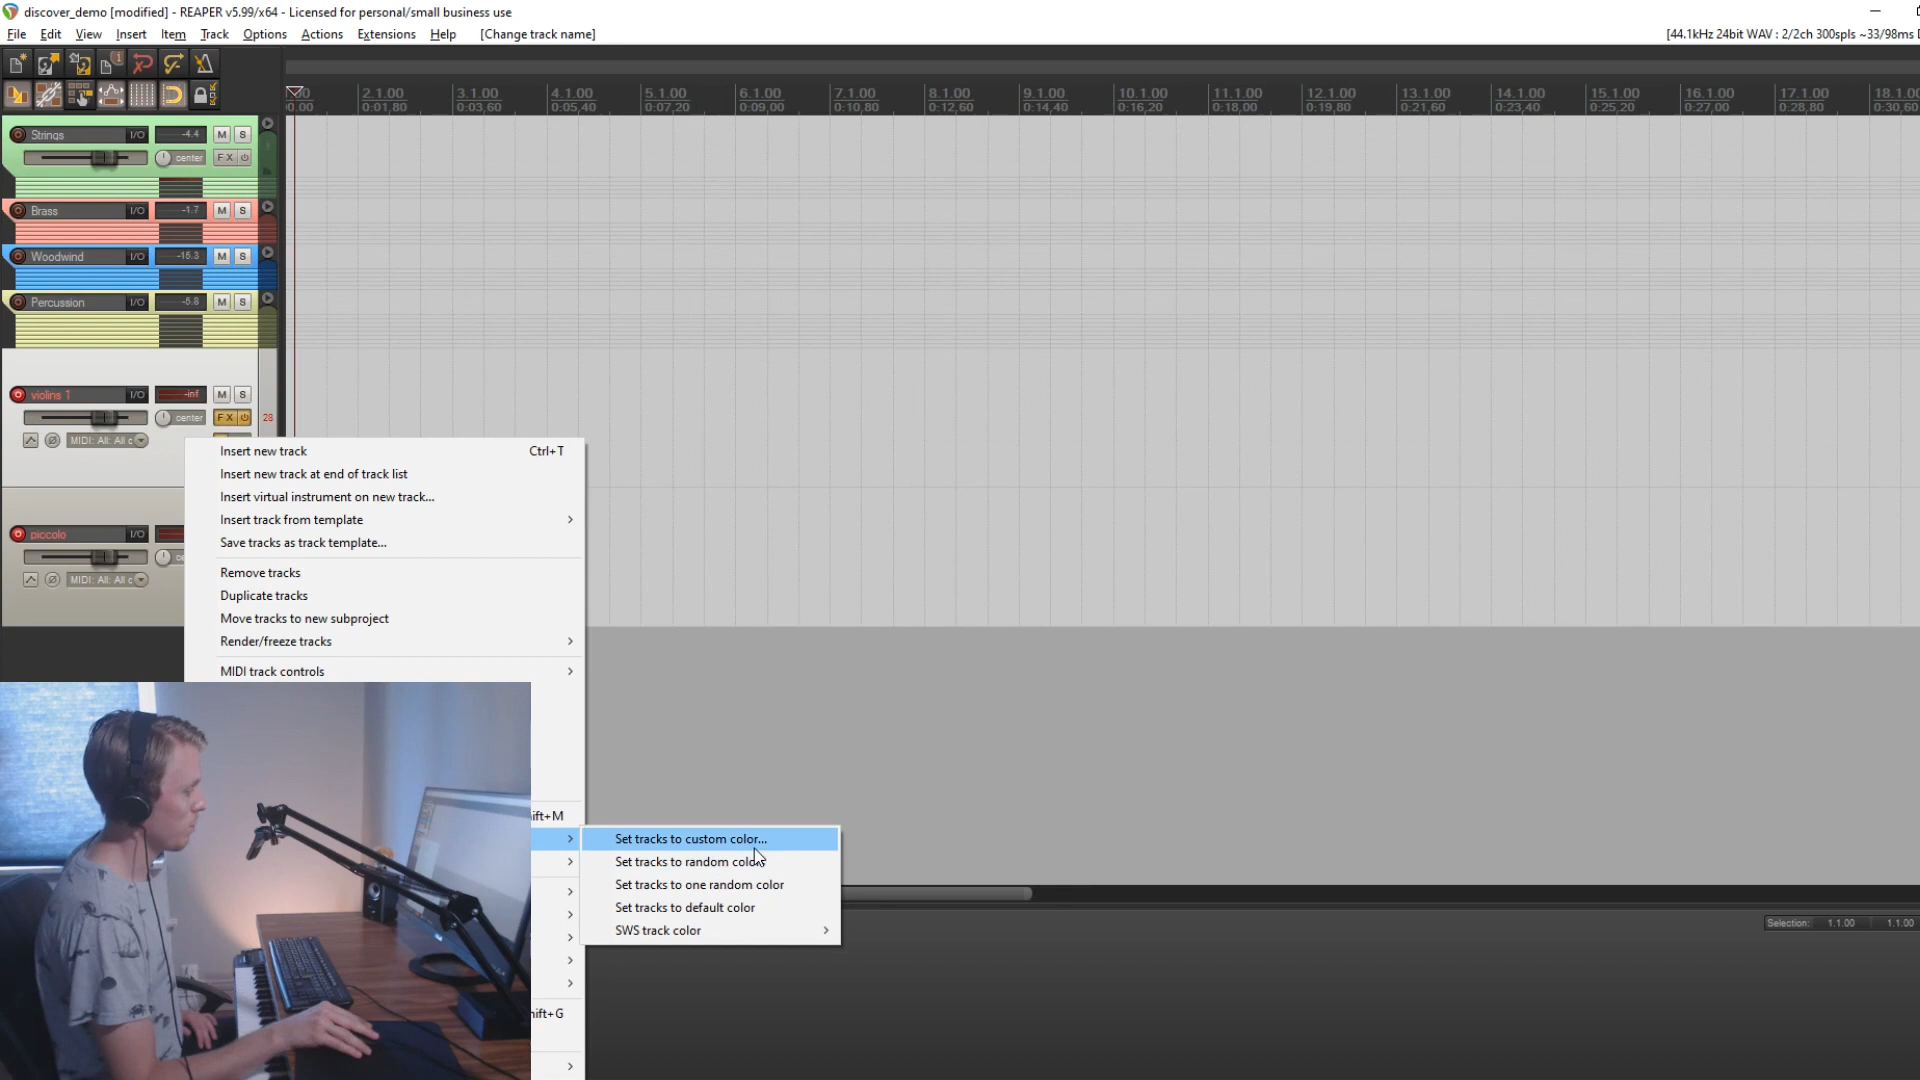 discover_demo [modified] - REAPER v5.99/x64 - Licensed for personal/small business use
File Edit View Insert Item Track Options Actions Extensions Help [Change track name]
[44.1kHz 24bit WAV : 2/2ch 300spls ~33/98ms
2.1.00 3.1.00 4.1.00 5.1.00 6.1.00 7.1.00 8.1.00 9.1.00 10.1.00 11.1.00 12.1.00 13.1.00 14.1.00 15.1.00 16.1.00 17.1.00 18.1.00
0:01.80 0:03.60 0:05.40 0:07.20 0:09.00 0:10.80 0:12.60 0:14.40 0:16.20 0:18.00 0:19.80 0:21.60 0:23.40 0:25.20 0:27.00 0:28.80 0:30.60
Strings I/O -4.4 M S
center FX
Brass I/O -1.7 M S
Woodwind I/O -15.3 M S
Percussion I/O -5.8 M S
violins 1 I/O -inf M S
center FX 28
MIDI: All: All c
piccolo I/O
MIDI: All: All c
Insert new track Ctrl+T
Insert new track at end of track list
Insert virtual instrument on new track...
Insert track from template
Save tracks as track template...
Remove tracks
Duplicate tracks
Move tracks to new subproject
Render/freeze tracks
MIDI track controls
ift+M
Set tracks to custom color...
Set tracks to random colors
Set tracks to one random color
Set tracks to default color
SWS track color
ift+G
Selection: 1.1.00 1.1.00